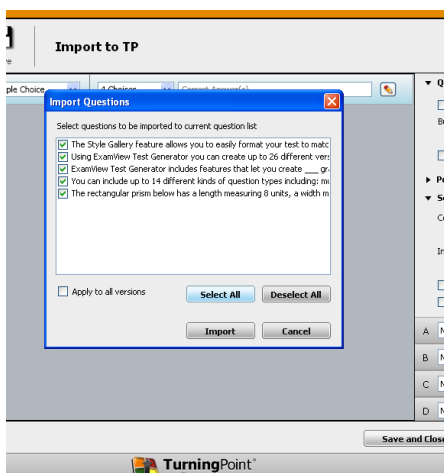 Import to TP
ple Choice
4 Choices
Correct Answer(s)
Import Questions
Select questions to be imported to current question list
The Style Gallery feature allows you to easily format your test to matc
Using ExamView Test Generator you can create up to 26 different vers
ExamView Test Generator includes features that let you create ___ gr
You can include up to 14 different kinds of question types including: mu
The rectangular prism below has a length measuring 8 units, a width m
Apply to all versions
Select All
Deselect All
Import
Cancel
A
B
C
D
Save and Close
TurningPoint